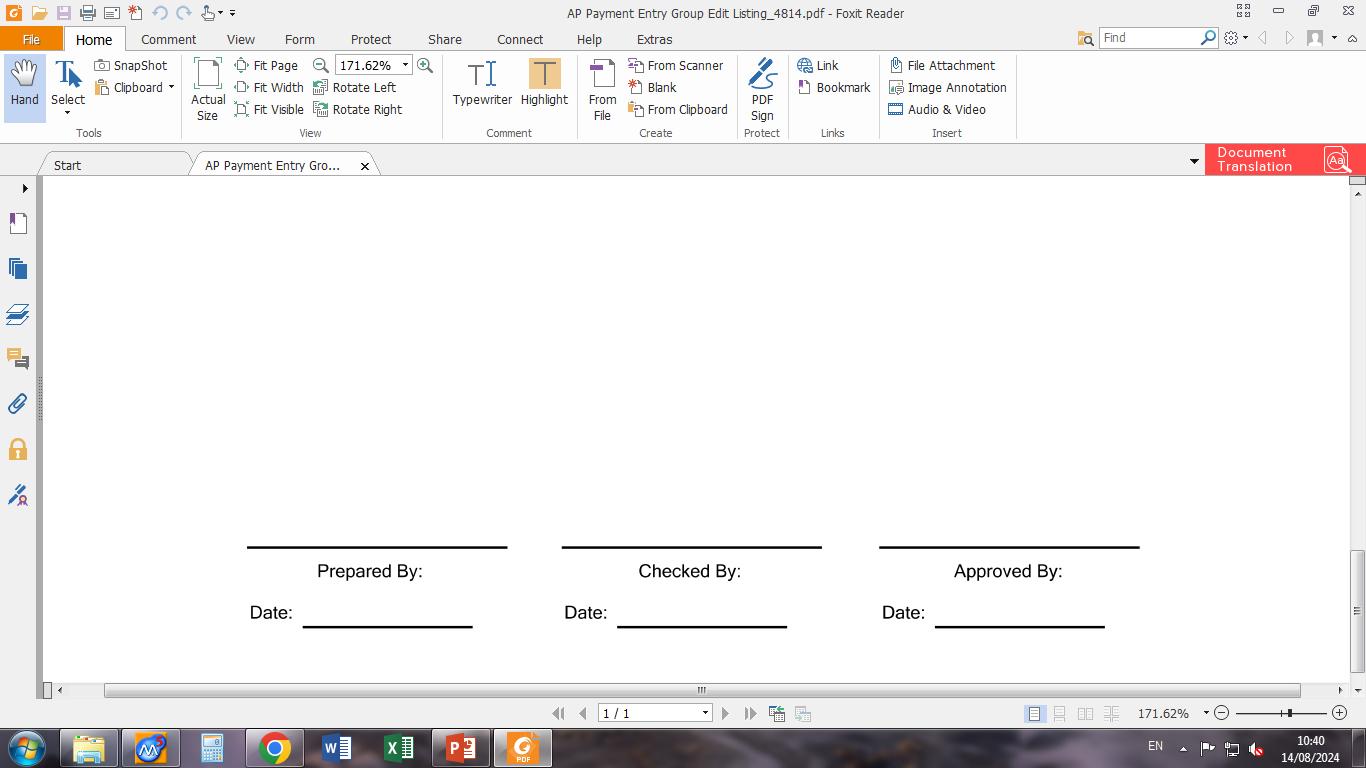 AP Payment Entry Group Edit Listing_4814.pdf - Foxit Reader
File Home Comment View Form Protect Share Connect Help Extras Find
Hand Select SnapShot Clipboard
Tools
Actual Size Fit Page Fit Width Fit Visible 171.62% Rotate Left Rotate Right
View
Typewriter Highlight
Comment
From File From Scanner Blank From Clipboard
Create
PDF Sign
Protect
Link Bookmark
Links
File Attachment Image Annotation Audio & Video
Insert
Start AP Payment Entry Gro... Document Translation Aa
Prepared By: Checked By: Approved By:
Date: Date: Date:
1 / 1 171.62%
EN 10:40
14/08/2024
PDF